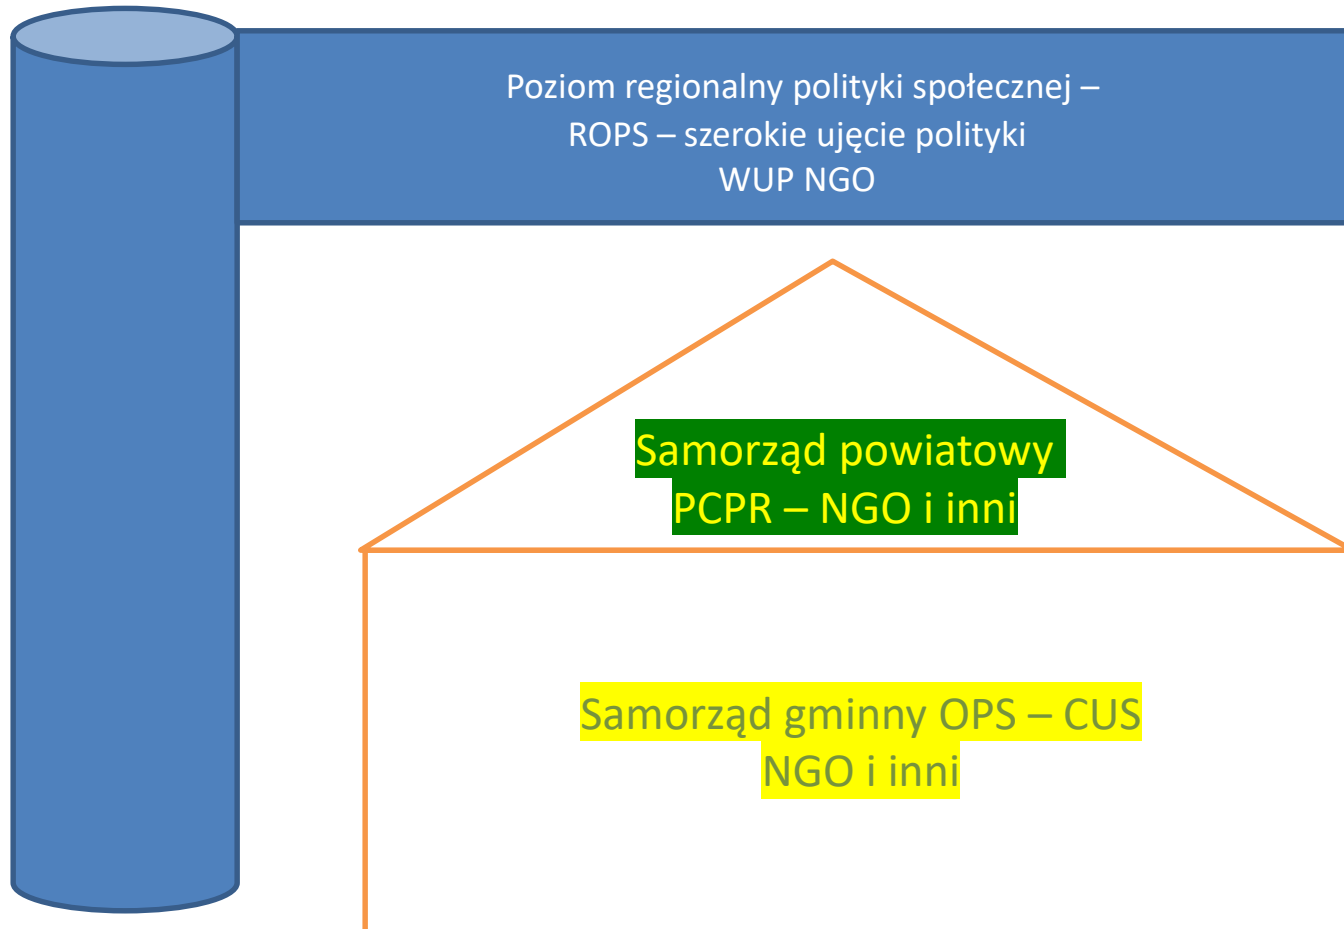 Poziom regionalny polityki społecznej –
ROPS – szerokie ujęcie polityki
WUP NGO
Samorząd powiatowy
PCPR – NGO i inni
Samorząd gminny OPS – CUS
NGO i inni